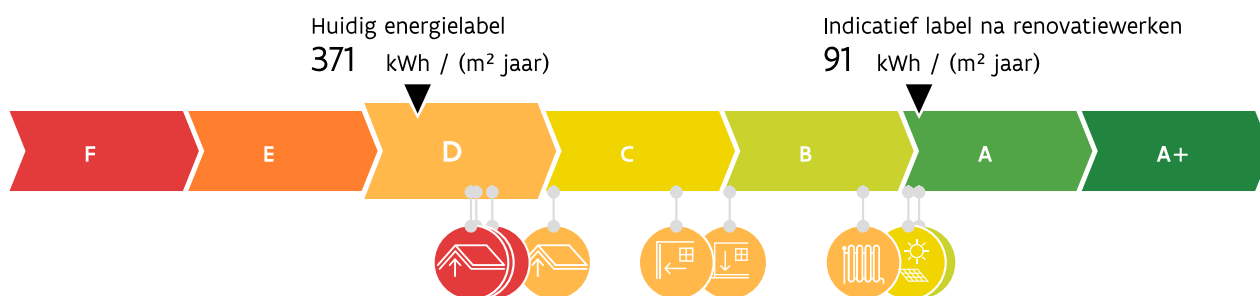 Huidig energielabel
371 kWh / (m² jaar)
Indicatief label na renovatiewerken
91 kWh / (m² jaar)
F E D C B A A+